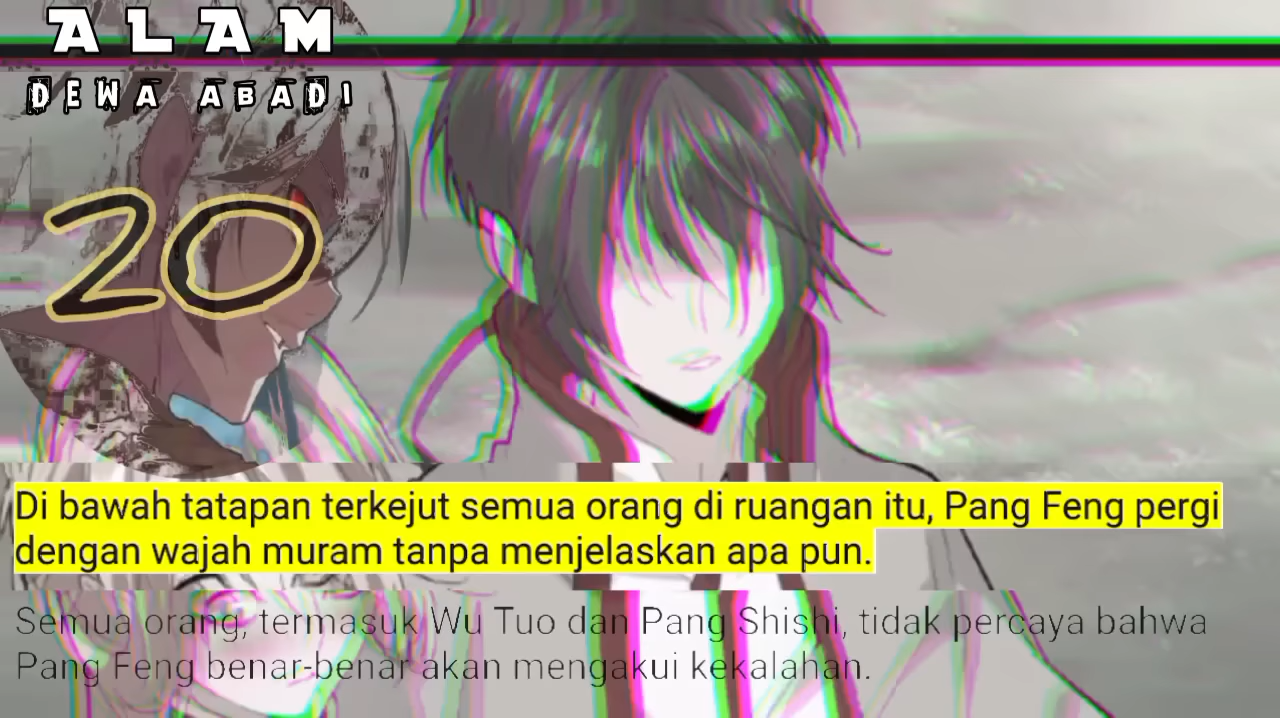 ALAM
DEWA ABADI
20
Di bawah tatapan terkejut semua orang di ruangan itu, Pang Feng pergi
dengan wajah muram tanpa menjelaskan apa pun.
Semua orang, termasuk Wu Tuo dan Pang Shishi, tidak percaya bahwa
Pang Feng benar-benar akan mengakui kekalahan.